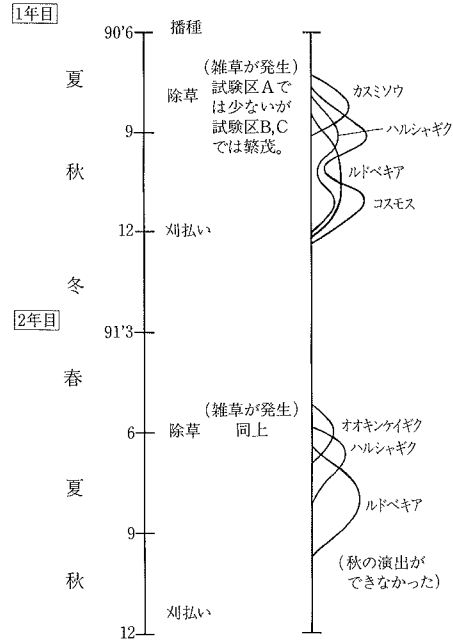 1年目
90'6
播種
夏
(雑草が発生)
除草
試験区Aで
は少ないが
試験区B,C
では繁茂。
カスミソウ
9
ハルシャギク
秋
ルドベキア
コスモス
12
刈払い
冬
2年目
91'3
春
(雑草が発生)
6
除草
同上
オオキンケイギク
ハルシャギク
夏
ルドベキア
9
(秋の演出が
できなかった)
秋
刈払い
12